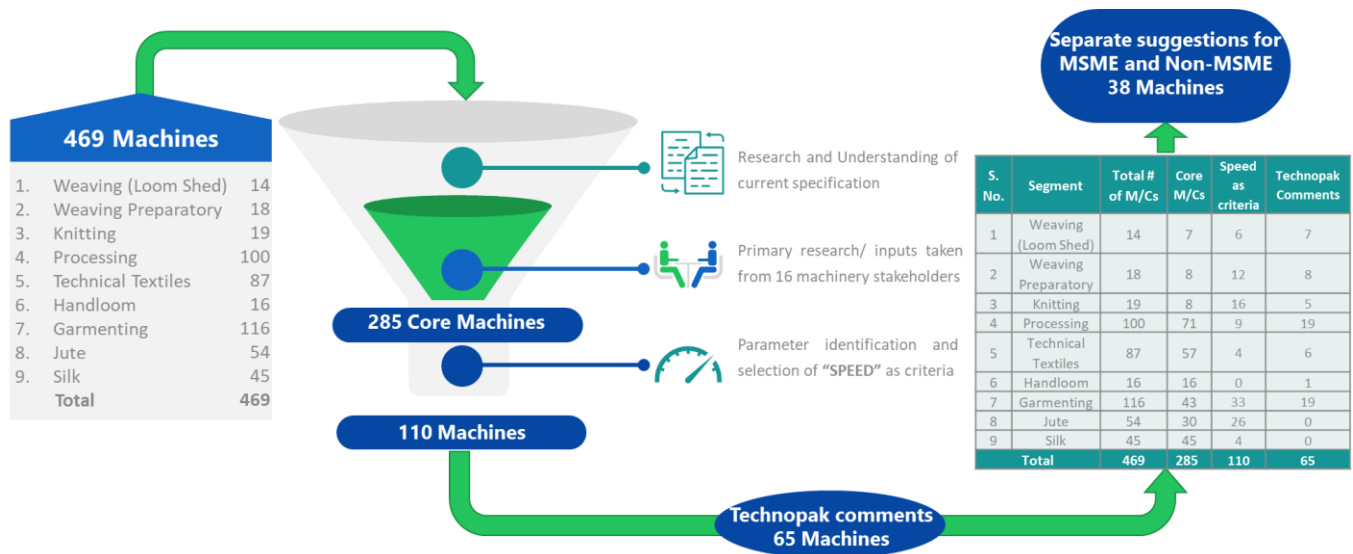 469 Machines
1. Weaving (Loom Shed) 14
2. Weaving Preparatory 18
3. Knitting 19
4. Processing 100
5. Technical Textiles 87
6. Handloom 16
7. Garmenting 116
8. Jute 54
9. Silk 45
Total 469
Research and Understanding of
current specification
Primary research/ inputs taken
from 16 machinery stakeholders
285 Core Machines
Parameter identification and
selection of “SPEED” as criteria
110 Machines
Technopak comments
65 Machines
Separate suggestions for
MSME and Non-MSME
38 Machines
S. No. Segment Total # of M/Cs Core M/Cs Speed as criteria Technopak Comments
1 Weaving (Loom Shed) 14 7 6 7
2 Weaving Preparatory 18 8 12 8
3 Knitting 19 8 16 5
4 Processing 100 71 9 19
5 Technical Textiles 87 57 4 6
6 Handloom 16 16 0 1
7 Garmenting 116 43 33 19
8 Jute 54 30 26 0
9 Silk 45 45 4 0
Total 469 285 110 65